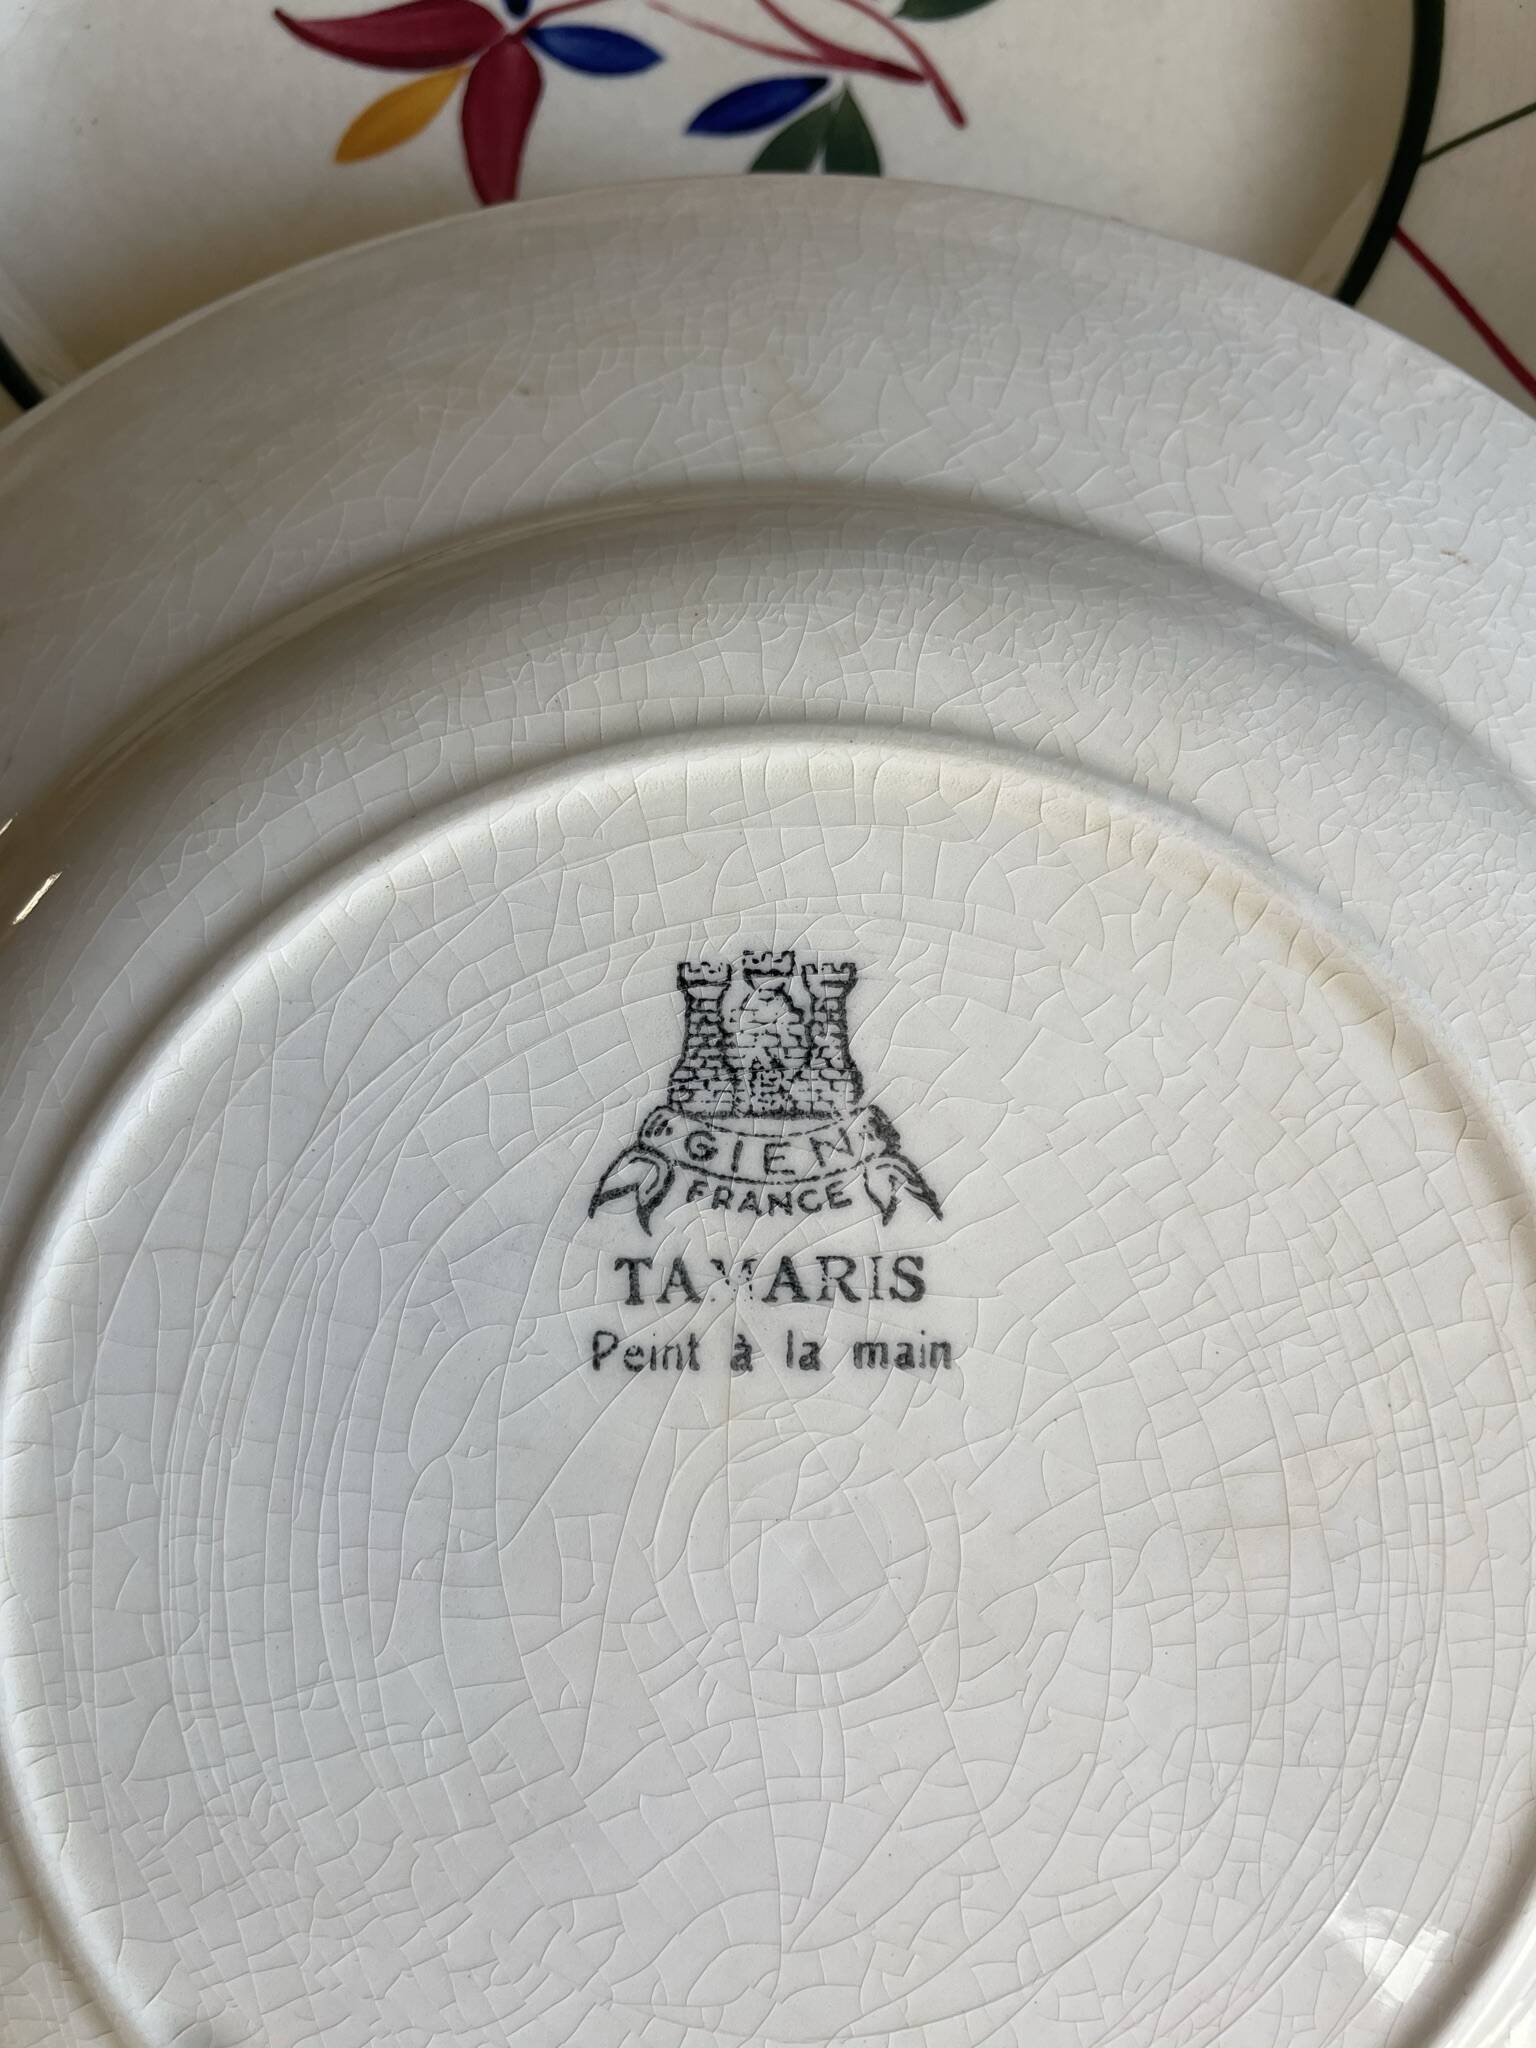 GIEN
FRANCE
TAMARIS
Peint à la main